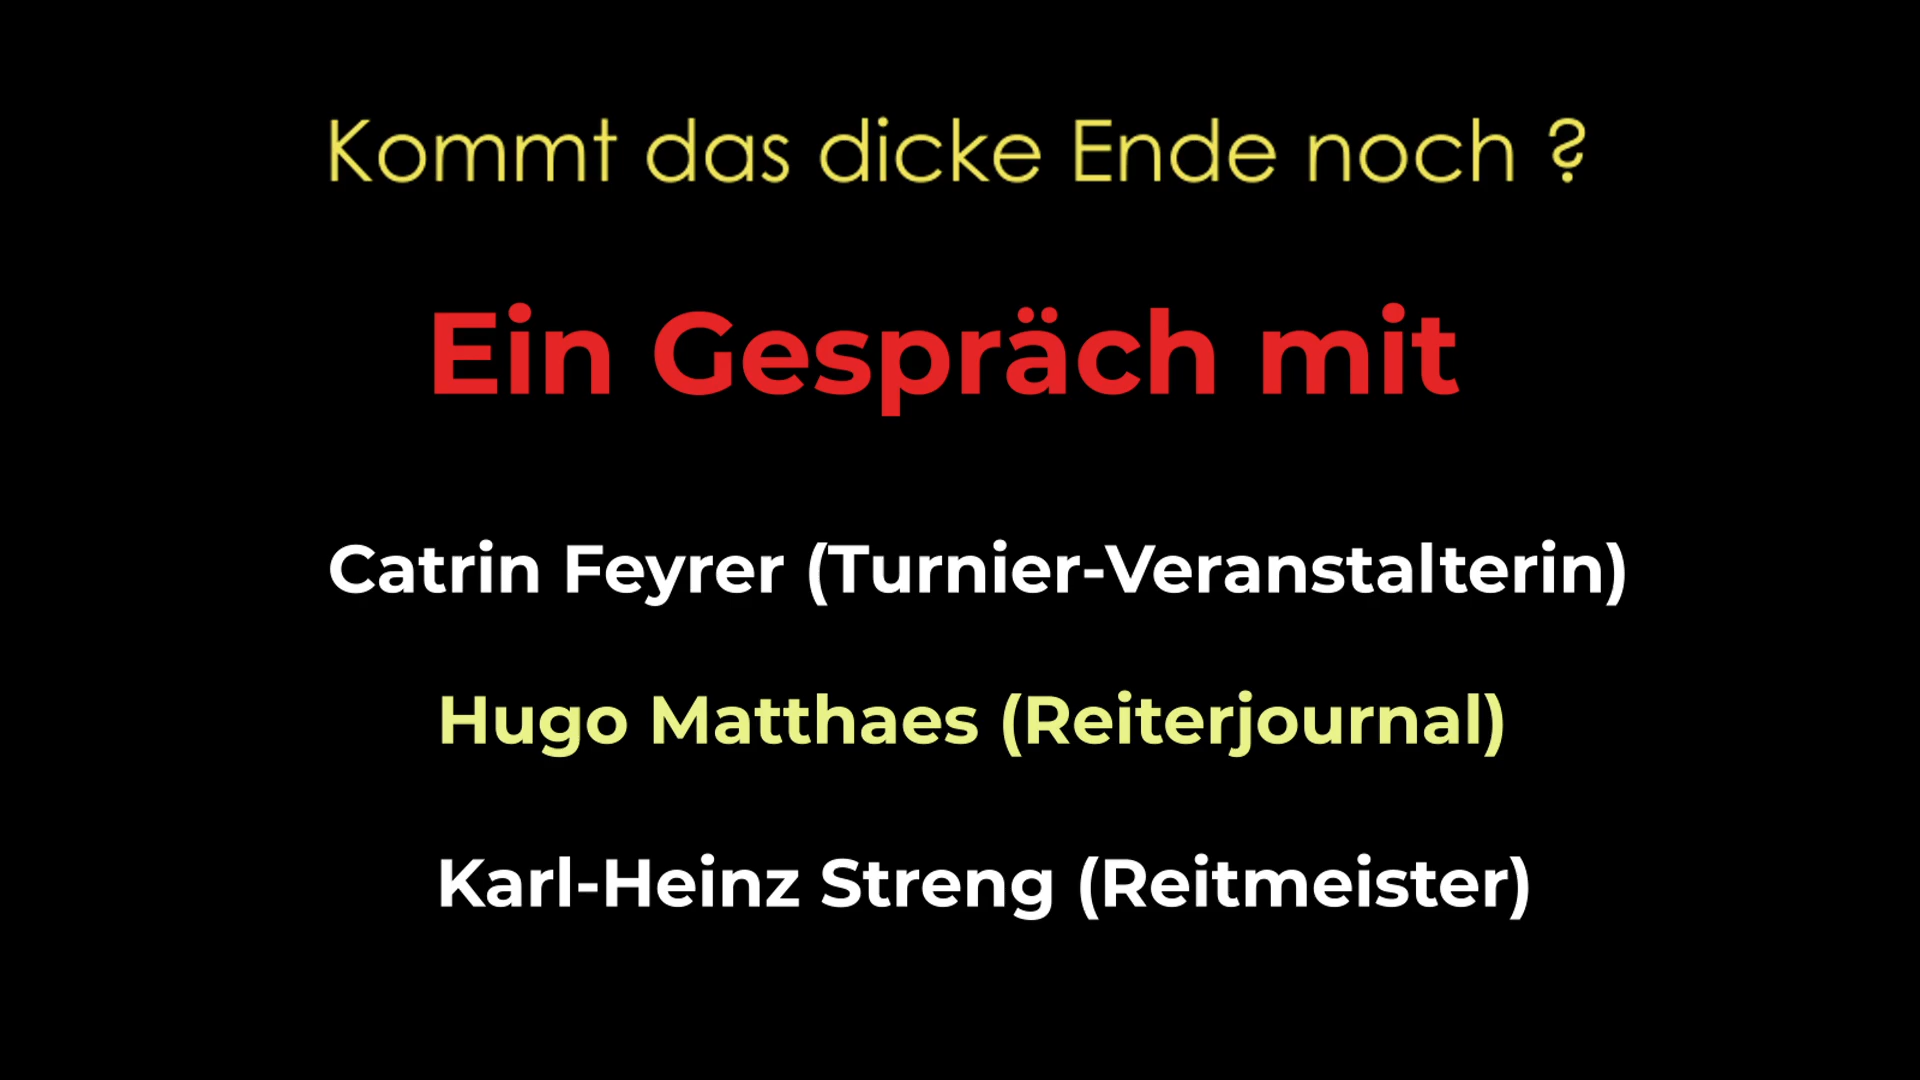 Kommt das dicke Ende noch ?
Ein Gespräch mit
Catrin Feyrer (Turnier-Veranstalterin)
Hugo Matthaes (Reiterjournal)
Karl-Heinz Streng (Reitmeister)